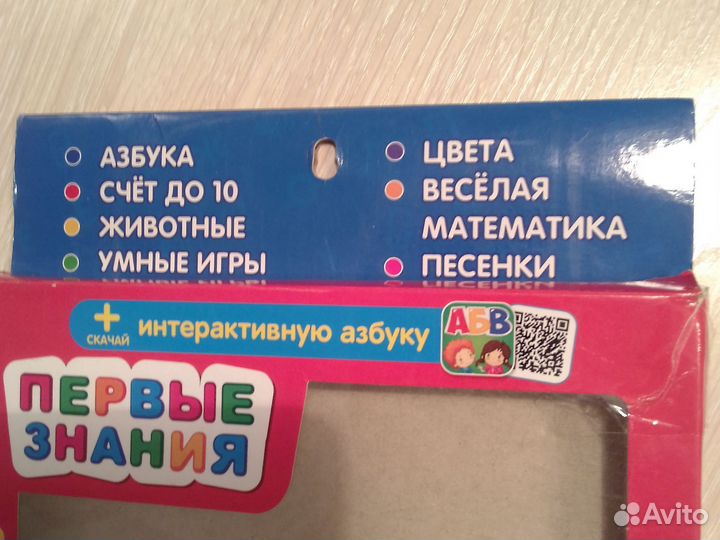 АЗБУКА
СЧЁТ ДО 10
ЖИВОТНЫЕ
УМНЫЕ ИГРЫ
ЦВЕТА
ВЕСЁЛАЯ
МАТЕМАТИКА
ПЕСЕНКИ
+ интерактивную азбуку
СКАЧАЙ
АБВ
ПЕРВЫЕ
ЗНАНИЯ
Avito